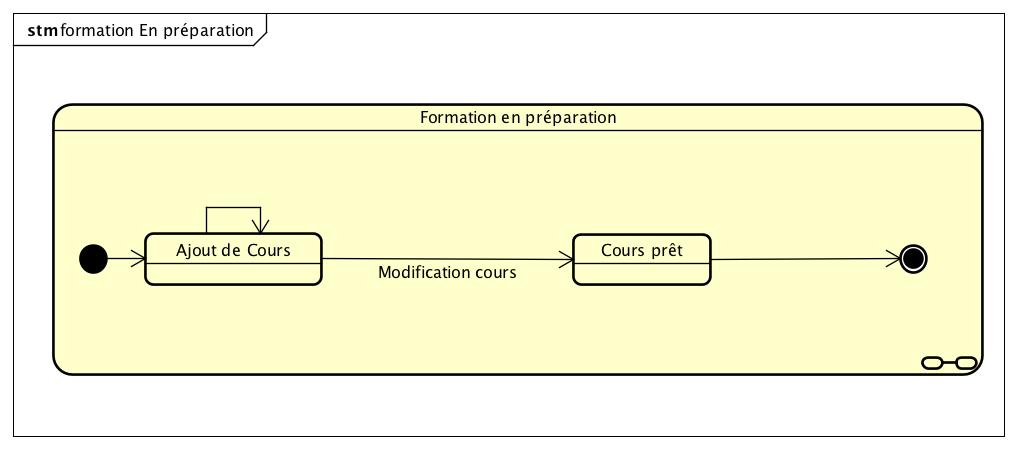 stm formation En préparation
Formation en préparation
Ajout de Cours
Modification cours
Cours prêt